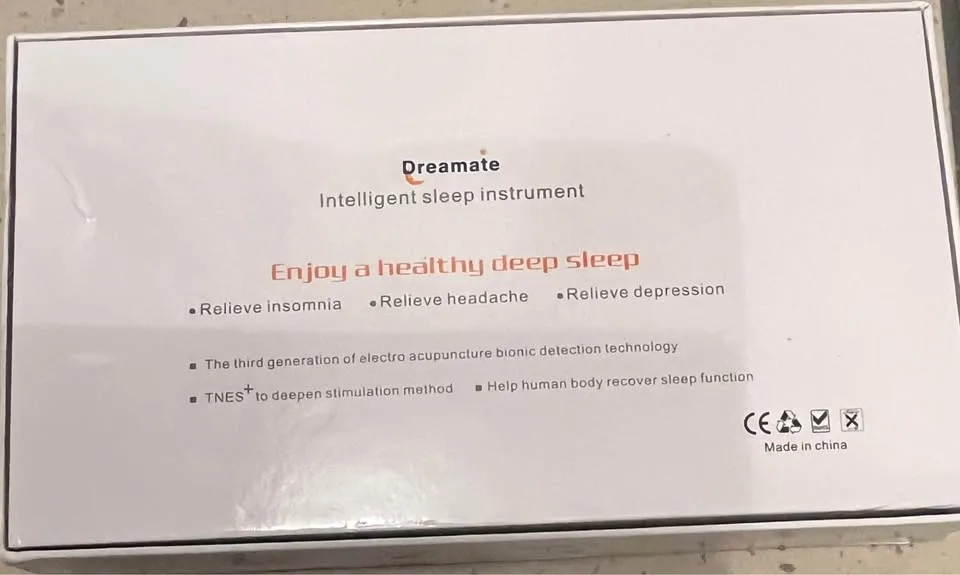 Dreamate
Intelligent sleep instrument
Enjoy a healthy deep sleep
• Relieve insomnia • Relieve headache • Relieve depression
▪ The third generation of electro acupuncture bionic detection technology
▪ TNES+ to deepen stimulation method ▪ Help human body recover sleep function
CE
Made in china